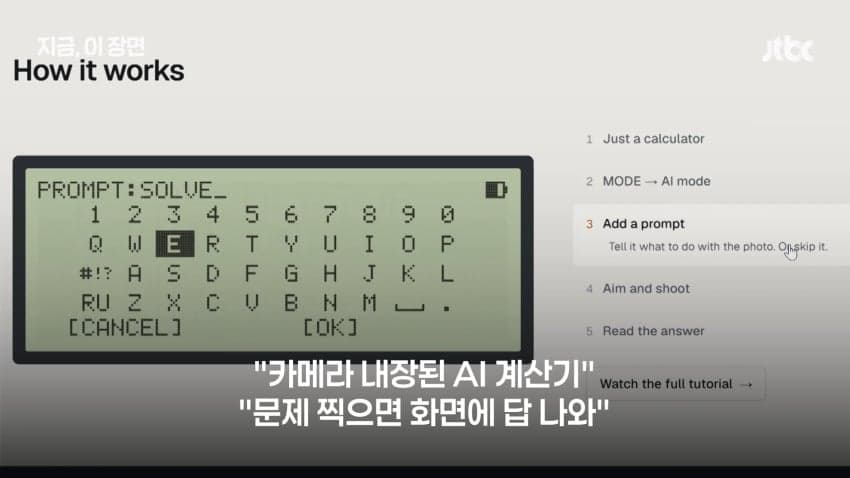 지금, 이 장면
jtbc
How it works
PROMPT:SOLVE_
1 2 3 4 5 6 7 8 9 0
Q W E R T Y U I O P
#!? A S D F G H J K L
RU Z X C V B N M .
[CANCEL] [OK]
1 Just a calculator
2 MODE → AI mode
3 Add a prompt
Tell it what to do with the photo. Or skip it.
4 Aim and shoot
5 Read the answer
Watch the full tutorial →
"카메라 내장된 AI 계산기"
"문제 찍으면 화면에 답 나와"